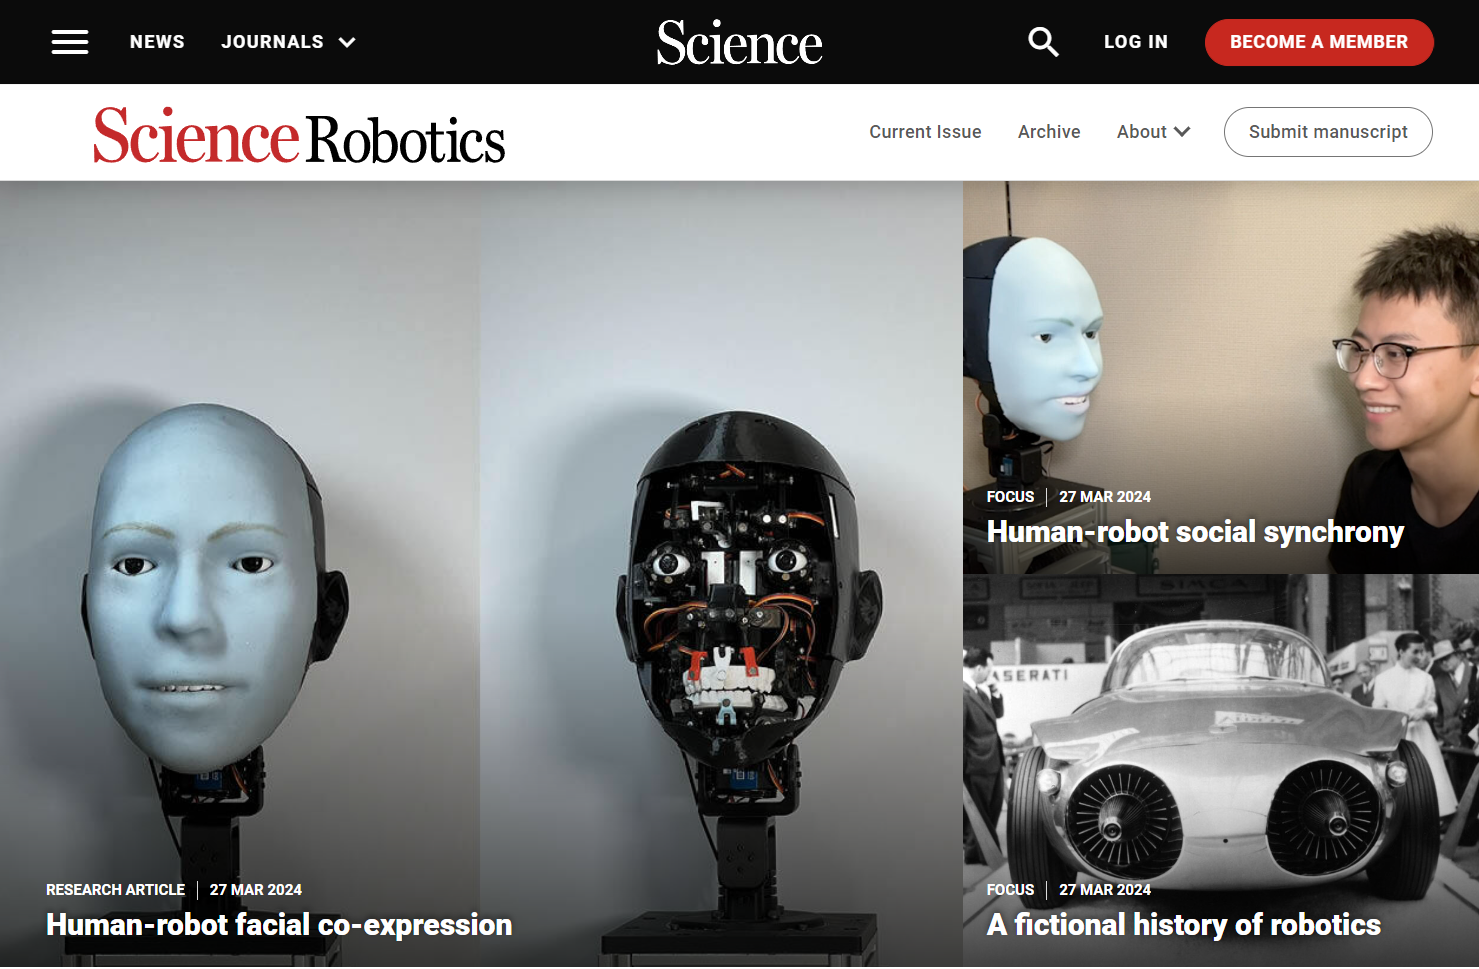 NEWS
JOURNALS
Science
LOG IN
BECOME A MEMBER
Science Robotics
Current Issue
Archive
About
Submit manuscript
FOCUS | 27 MAR 2024
Human-robot social synchrony
SIMCA
ASERATI
RESEARCH ARTICLE | 27 MAR 2024
Human-robot facial co-expression
FOCUS | 27 MAR 2024
A fictional history of robotics